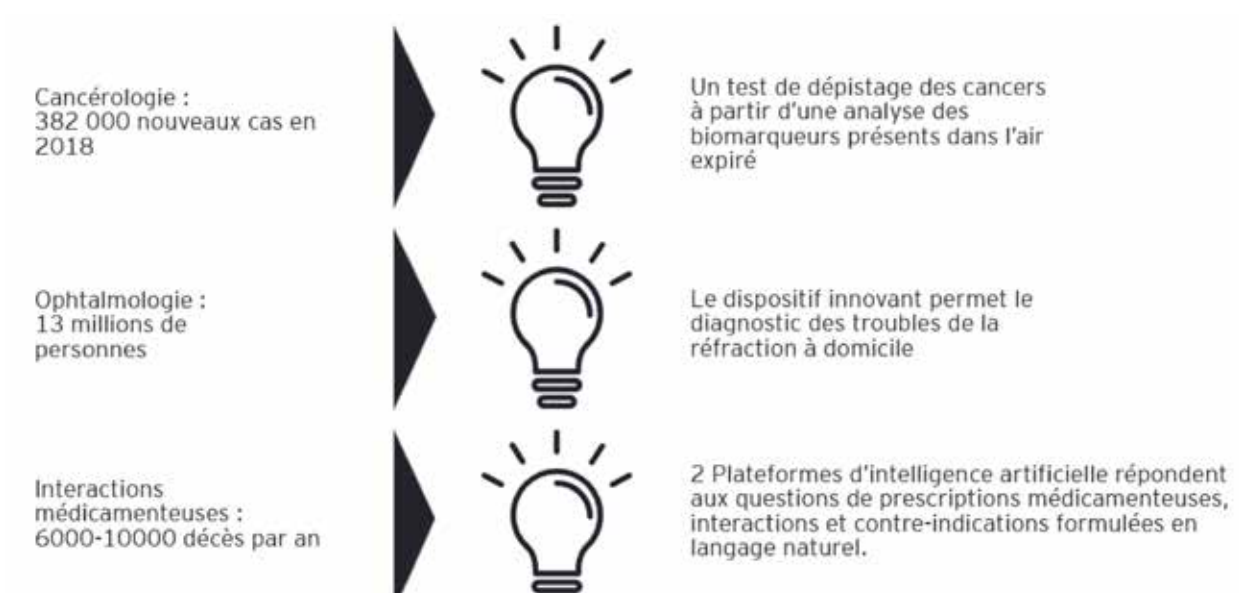 Cancérologie :
382 000 nouveaux cas en
2018
Un test de dépistage des cancers
à partir d'une analyse des
biomarqueurs présents dans l'air
expiré
Ophtalmologie :
13 millions de
personnes
Le dispositif innovant permet le
diagnostic des troubles de la
réfraction à domicile
Interactions
médicamenteuses :
6000-10000 décès par an
2 Plateformes d'intelligence artificielle répondent
aux questions de prescriptions médicamenteuses,
interactions et contre-indications formulées en
langage naturel.